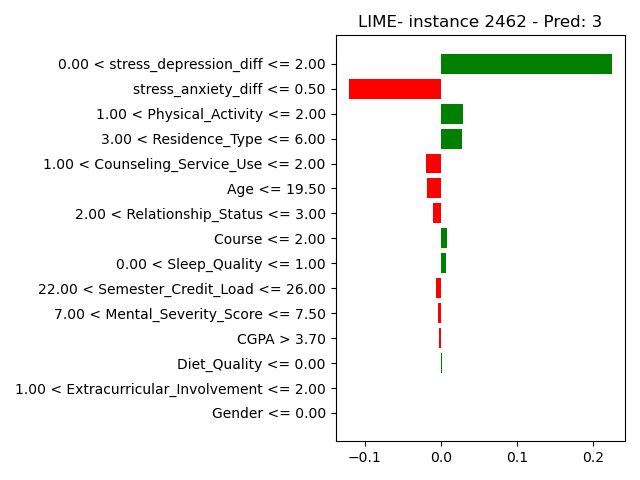 LIME- instance 2462 - Pred: 3
0.00 < stress_depression_diff <= 2.00
stress_anxiety_diff <= 0.50
1.00 < Physical_Activity <= 2.00
3.00 < Residence_Type <= 6.00
1.00 < Counseling_Service_Use <= 2.00
Age <= 19.50
2.00 < Relationship_Status <= 3.00
Course <= 2.00
0.00 < Sleep_Quality <= 1.00
22.00 < Semester_Credit_Load <= 26.00
7.00 < Mental_Severity_Score <= 7.50
CGPA > 3.70
Diet_Quality <= 0.00
1.00 < Extracurricular_Involvement <= 2.00
Gender <= 0.00
−0.1 0.0 0.1 0.2